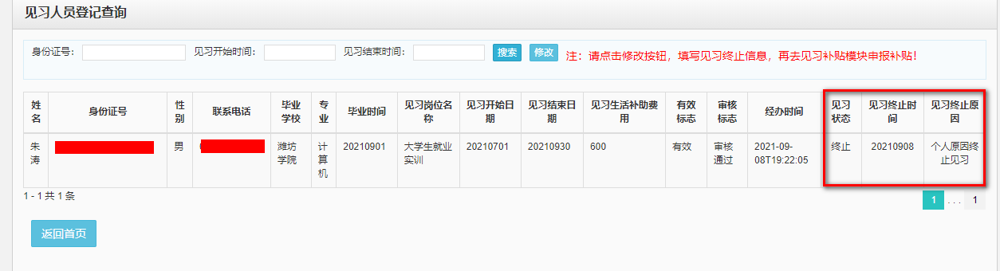 见习人员登记查询
身份证号： 见习开始时间： 见习结束时间： 搜索 修改 注：请点击修改按钮，填写见习终止信息，再去见习补贴模块申报补贴！
姓名 身份证号 性别 联系电话 毕业学校 专业 毕业时间 见习岗位名称 见习开始日期 见习结束日期 见习生活补助费用 有效标志 审核标志 经办时间 见习状态 见习终止时间 见习终止原因
朱涛 男 潍坊学院 计算机 20210901 大学生就业实训 20210701 20210930 600 有效 审核通过 2021-09-08T19:22:05 终止 20210908 个人原因终止见习
1 - 1 共 1 条 1 . . . 1
返回首页